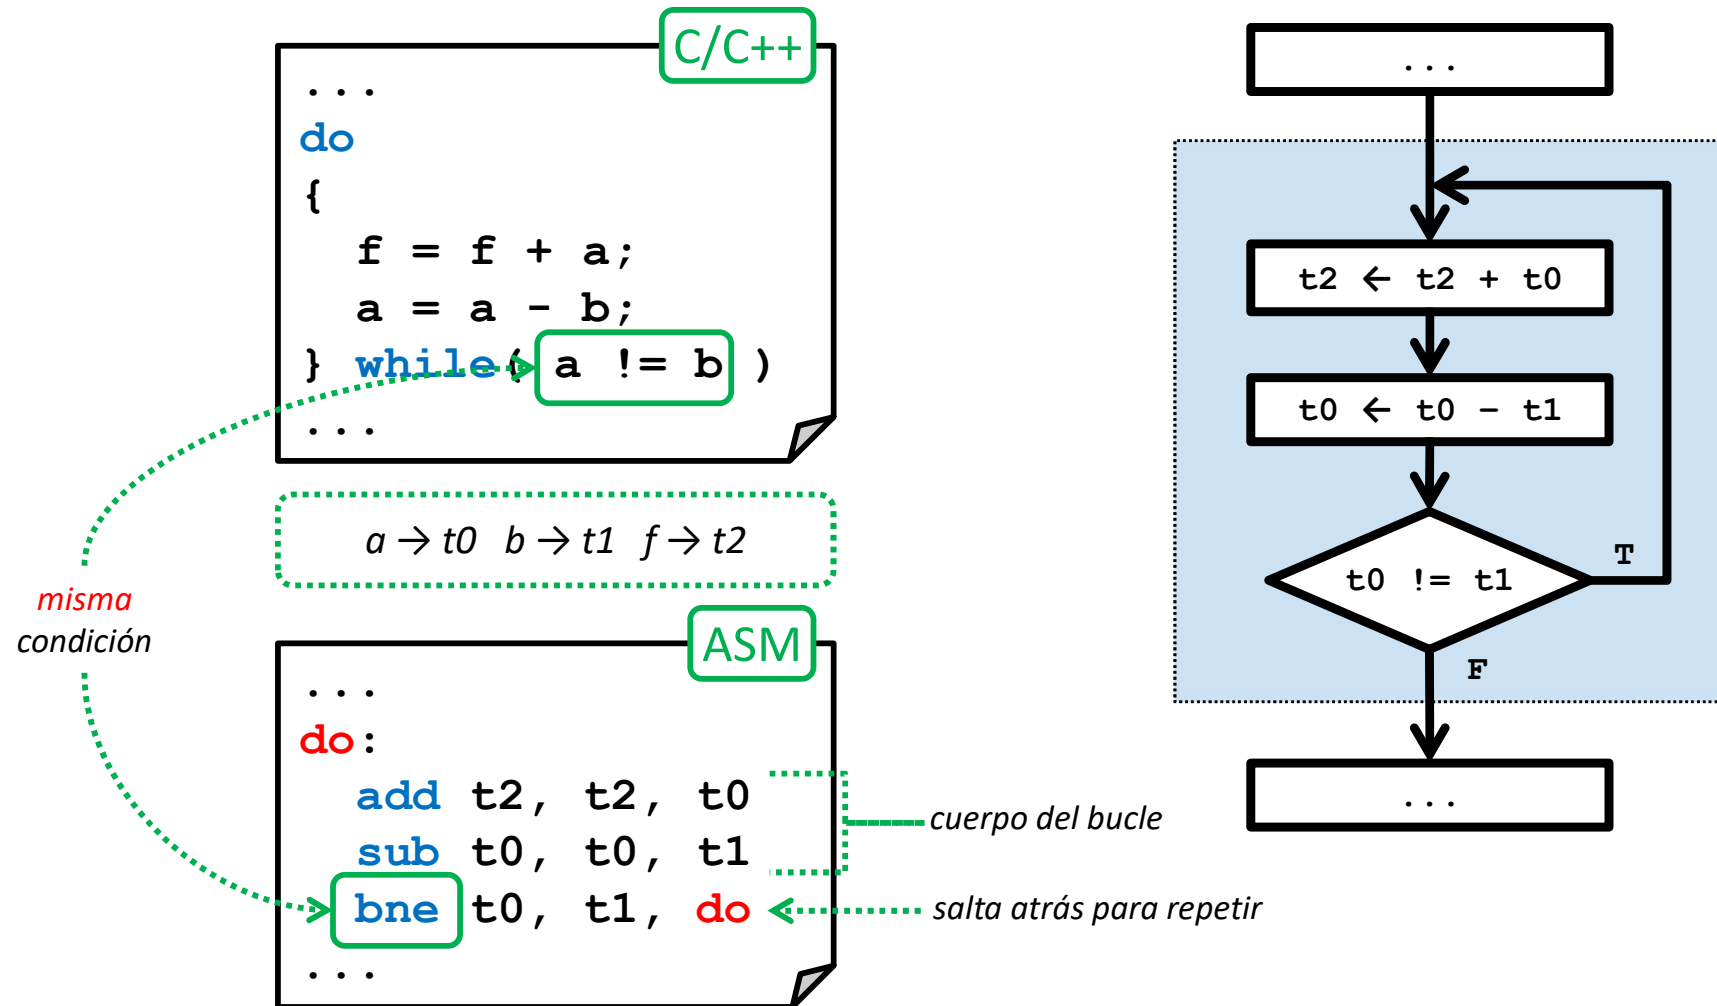 C/C++
...
do
{
f = f + a;
a = a - b;
} while( a != b )
...
a → t0 b → t1 f → t2
misma
condición
ASM
...
do:
add t2, t2, t0
sub t0, t0, t1
bne t0, t1, do
...
cuerpo del bucle
salta atrás para repetir
...
t2 ← t2 + t0
t0 ← t0 – t1
t0 != t1
T
F
...